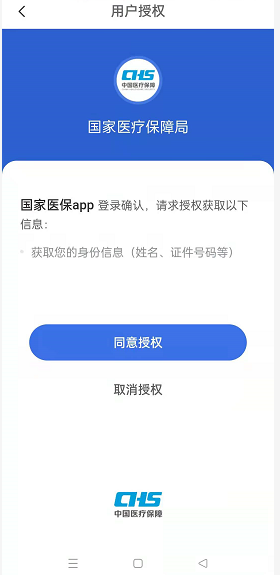 用户授权
CHS
中国医疗保障
国家医疗保障局
国家医保app 登录确认，请求授权获取以下
信息：
获取您的身份信息（姓名、证件号码等）
同意授权
取消授权
CHS
中国医疗保障